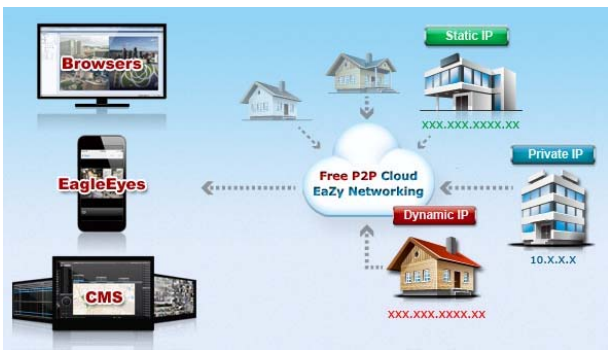 Browsers
EagleEyes
CMS
Static IP
xxx.xxx.xxxx.xx
Private IP
10.X.X.X
Free P2P Cloud
EaZy Networking
Dynamic IP
xxx.xxx.xxxx.xx